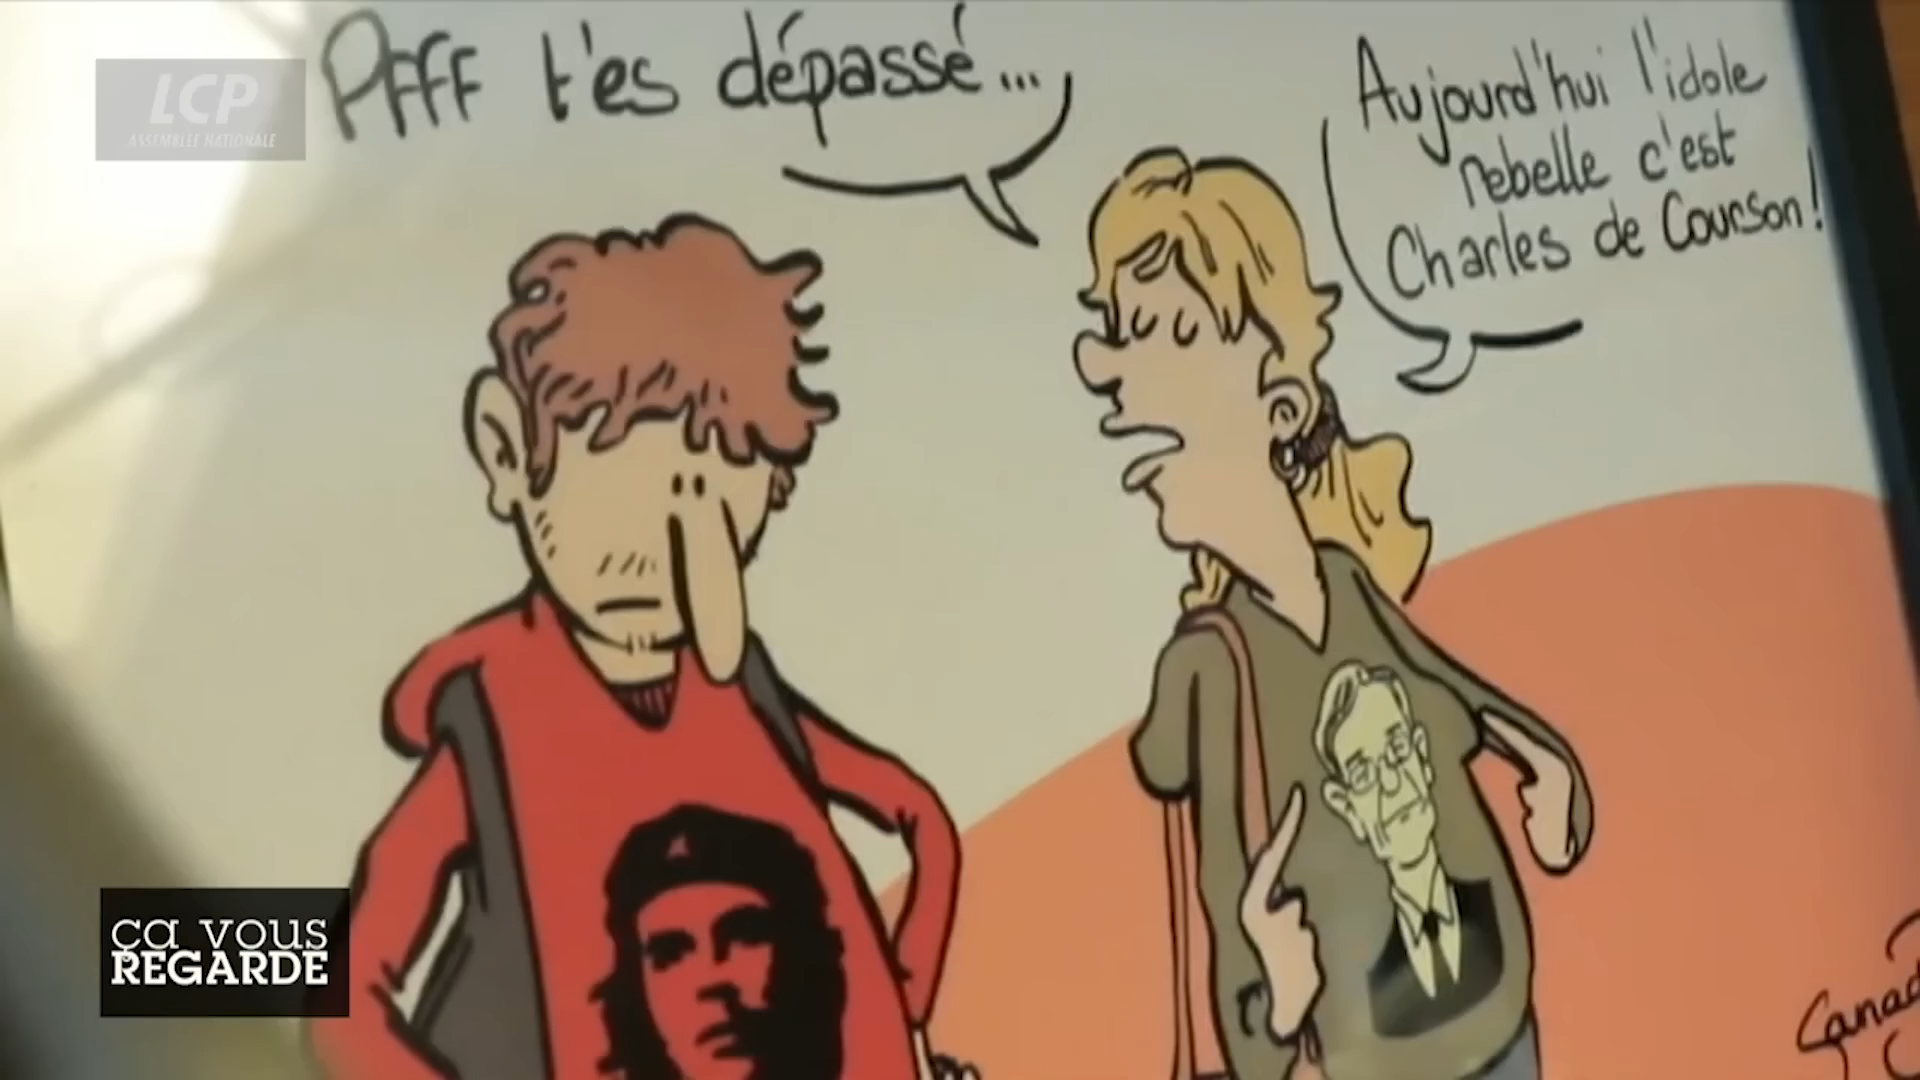 LCP
ASSEMBLÉE NATIONALE
Pfff t'es dépassé...
Aujourd'hui l'idole
rebelle c'est
Charles de Courson!
ça vous
REGARDE